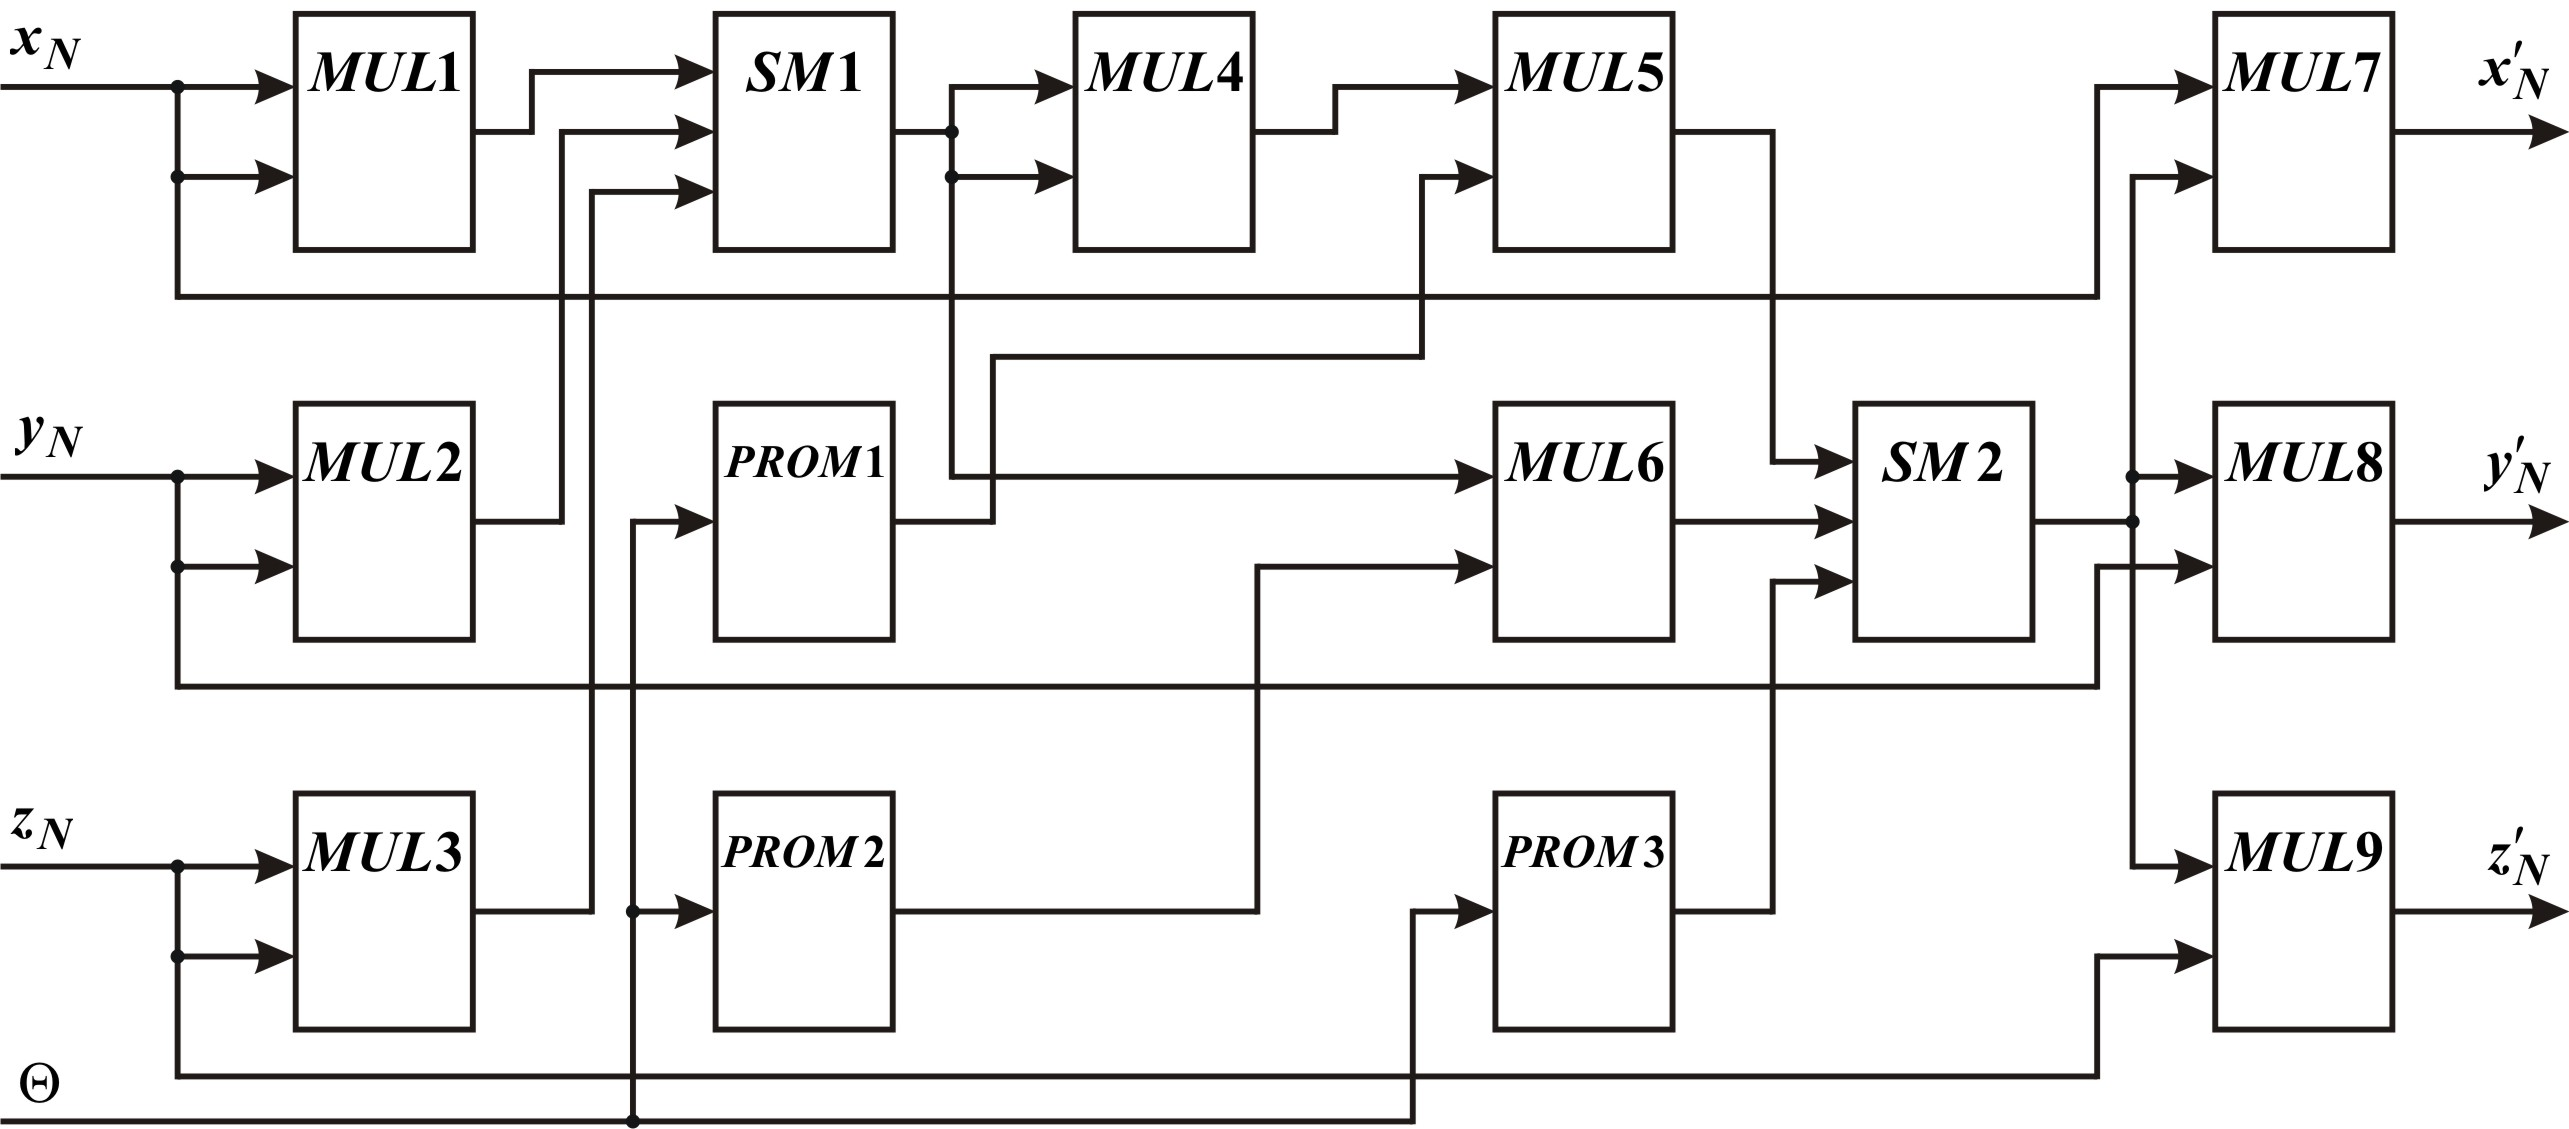 x_N MUL1 SM1 MUL4 MUL5 MUL7 x'_N
y_N MUL2 PROM1 MUL6 SM2 MUL8 y'_N
z_N MUL3 PROM2 PROM3 MUL9 z'_N
Θ